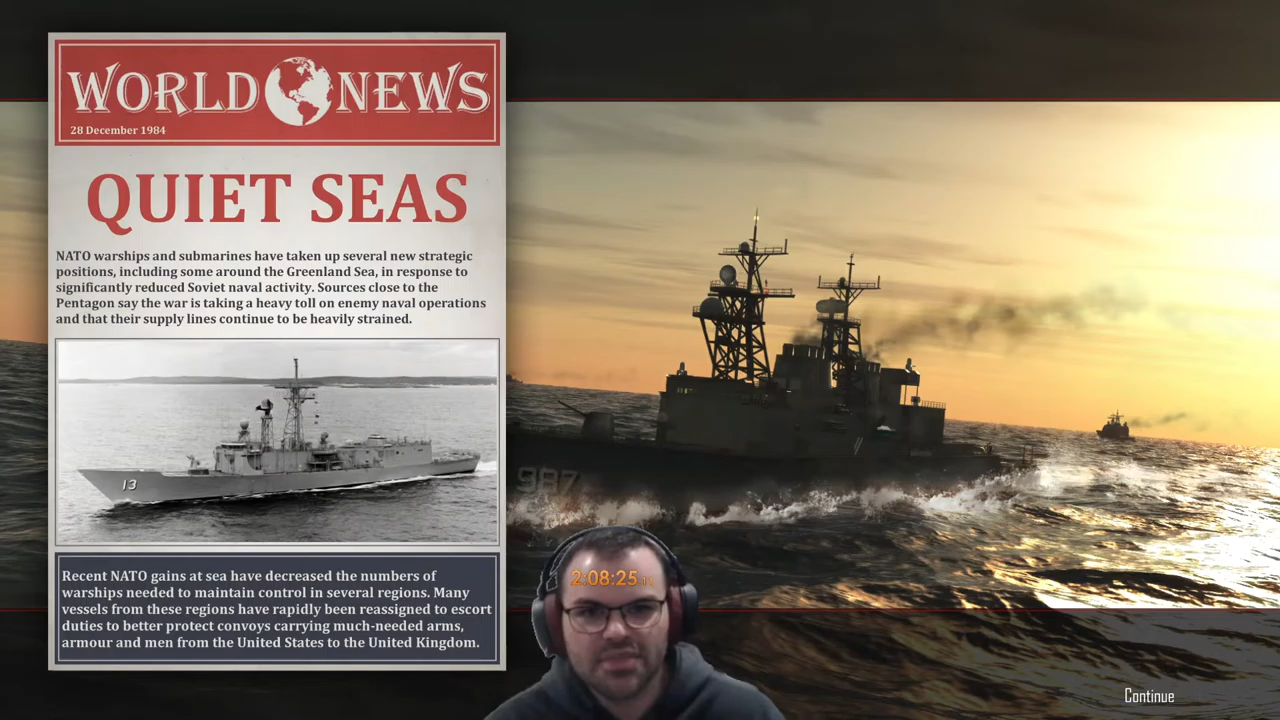 WORLD NEWS
28 December 1984
QUIET SEAS
NATO warships and submarines have taken up several new strategic
positions, including some around the Greenland Sea, in response to
significantly reduced Soviet naval activity. Sources close to the
Pentagon say the war is taking a heavy toll on enemy naval operations
and that their supply lines continue to be heavily strained.
13
987
Recent NATO gains at sea have decreased the numbers of
warships needed to maintain control in several regions. Many
vessels from these regions have rapidly been reassigned to escort
duties to better protect convoys carrying much-needed arms,
armour and men from the United States to the United Kingdom.
2:08:25
Continue